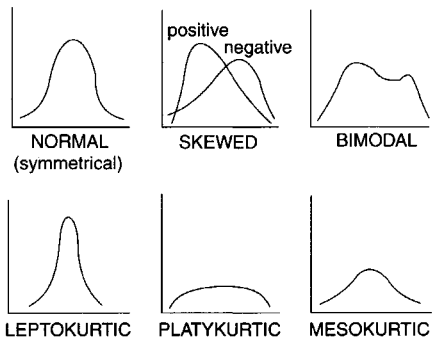 positive
negative
NORMAL
(symmetrical)
SKEWED
BIMODAL
LEPTOKURTIC
PLATYKURTIC
MESOKURTIC